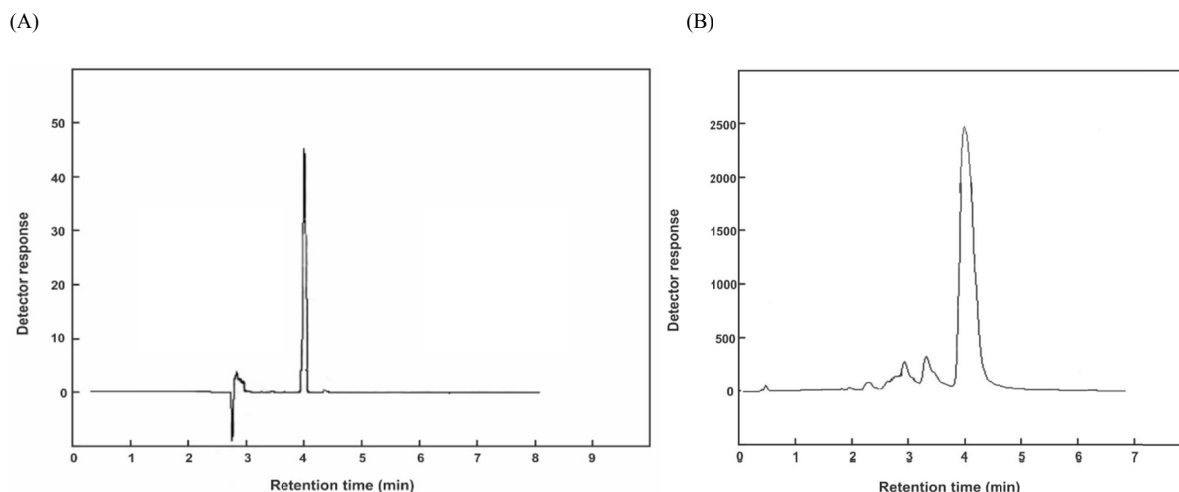 (A)
(B)
50
40
30
20
10
0
Detector response
0 1 2 3 4 5 6 7 8 9
Retention time (min)
2500
2000
1500
1000
500
0
Detector response
0 1 2 3 4 5 6 7
Retention time (min)